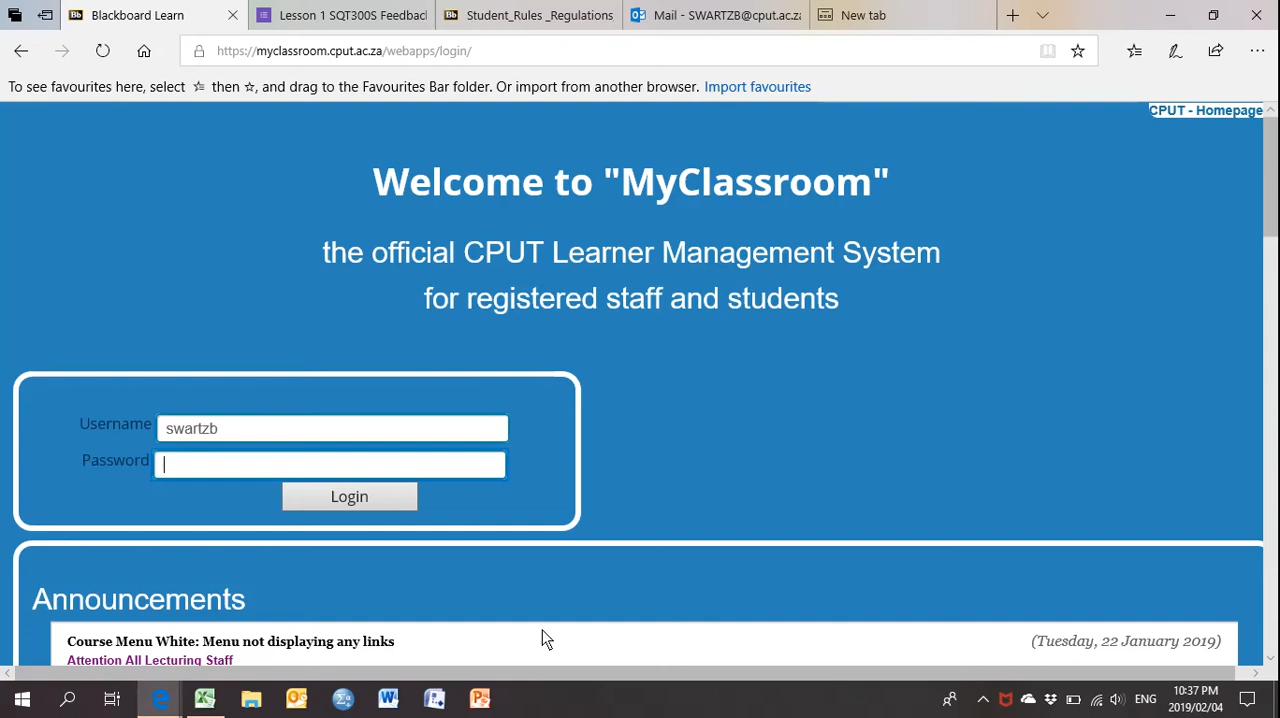 Blackboard Learn
Lesson 1 SQT300S Feedback
Student_Rules _Regulations
Mail - SWARTZB@cput.ac.za
New tab
https://myclassroom.cput.ac.za/webapps/login/
To see favourites here, select then , and drag to the Favourites Bar folder. Or import from another browser. Import favourites
CPUT - Homepage
Welcome to "MyClassroom"
the official CPUT Learner Management System
for registered staff and students
Username swartzb
Password
Login
Announcements
Course Menu White: Menu not displaying any links (Tuesday, 22 January 2019)
Attention All Lecturing Staff
ENG
10:37 PM
2019/02/04